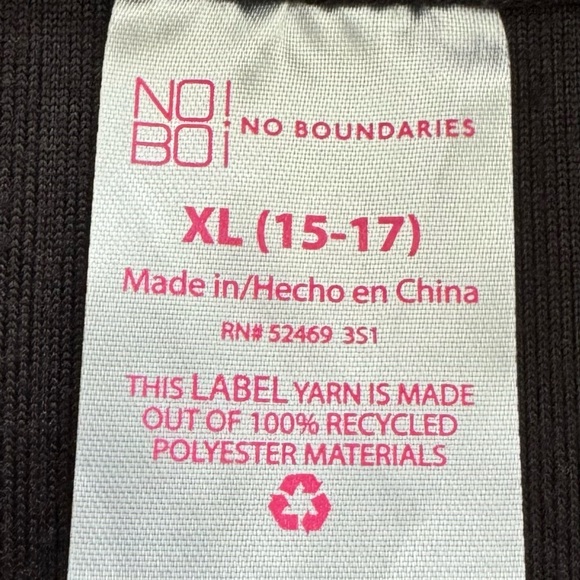 NO!
BO¡ NO BOUNDARIES
XL (15-17)
Made in/Hecho en China
RN# 52469 3S1
THIS LABEL YARN IS MADE
OUT OF 100% RECYCLED
POLYESTER MATERIALS